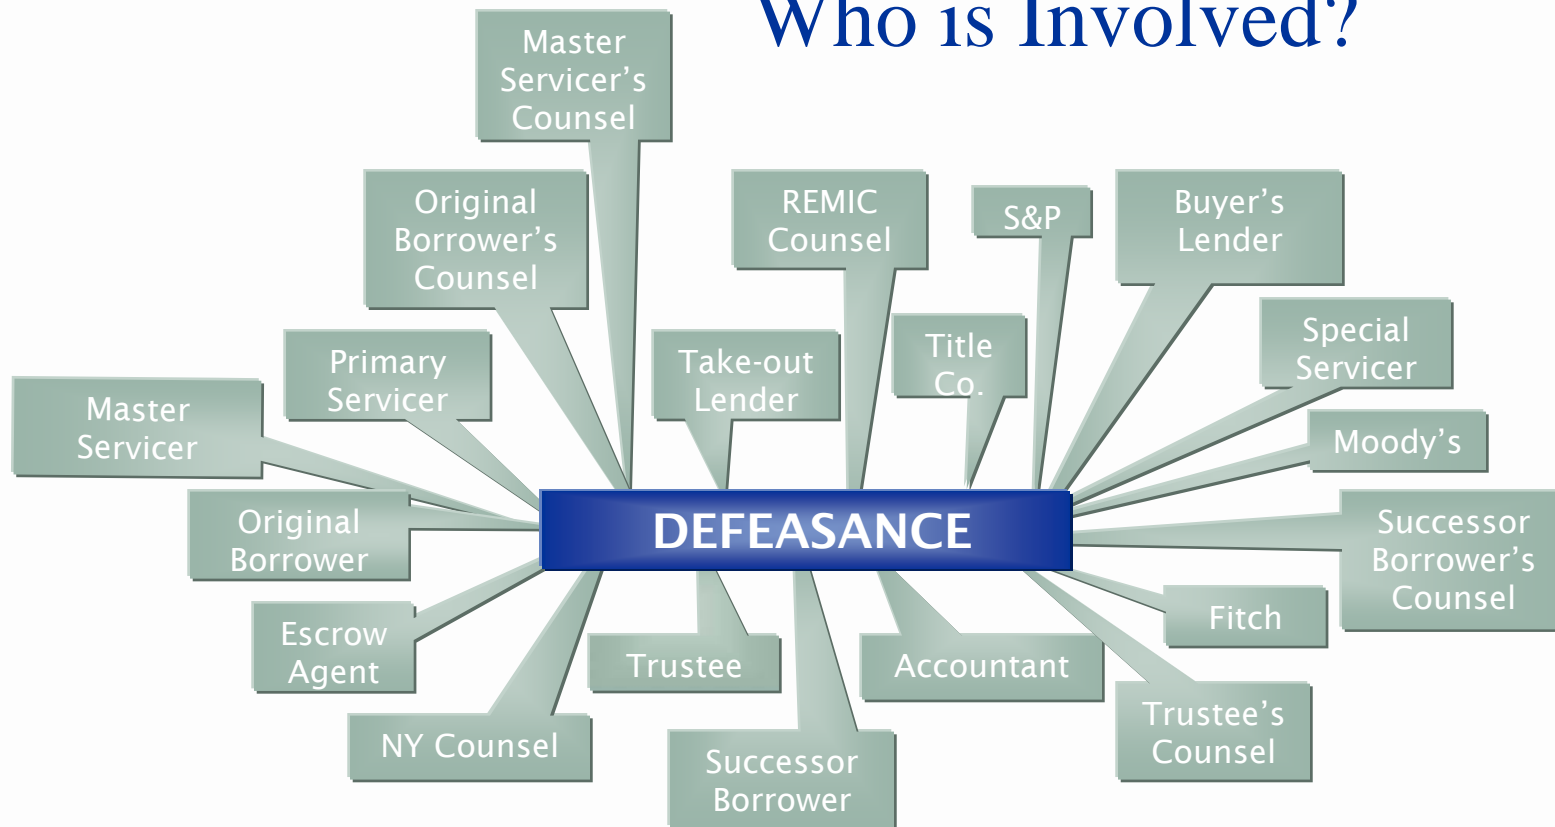 Who is Involved?
Master
Servicer's
Counsel
Original
Borrower's
Counsel
REMIC
Counsel
S&P
Buyer's
Lender
Primary
Servicer
Take-out
Lender
Title
Co.
Special
Servicer
Master
Servicer
Moody's
Original
Borrower
DEFEASANCE
Successor
Borrower's
Counsel
Escrow
Agent
Trustee
Accountant
Fitch
NY Counsel
Successor
Borrower
Trustee's
Counsel